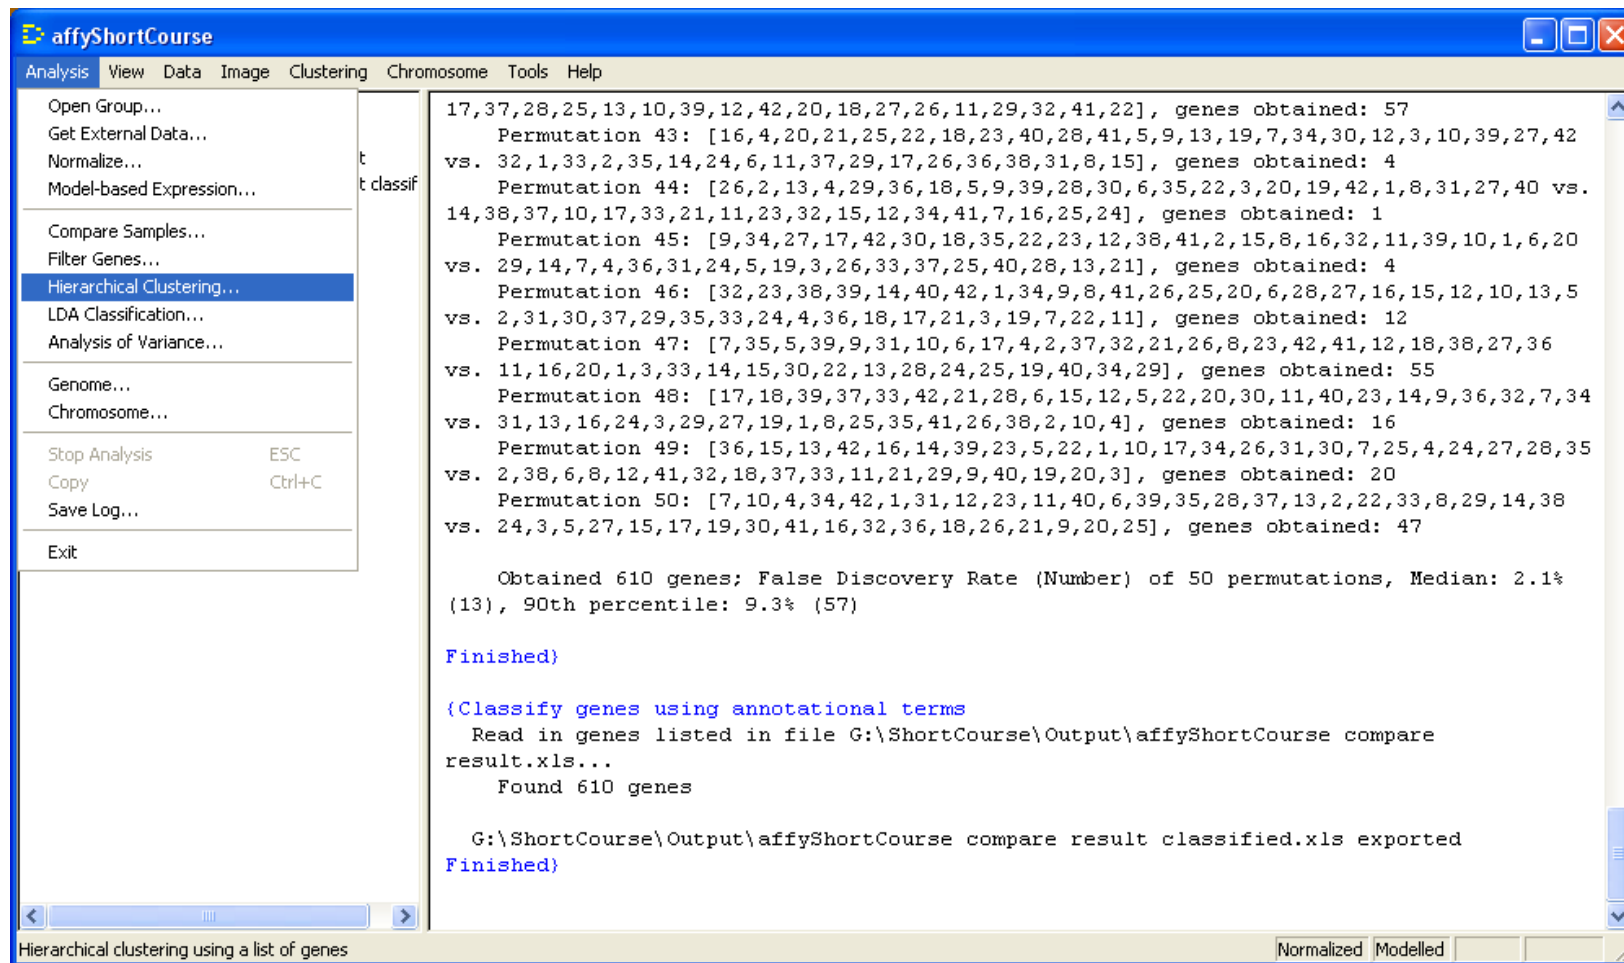 affyShortCourse
Analysis View Data Image Clustering Chromosome Tools Help
Open Group...
Get External Data...
Normalize...
Model-based Expression...
Compare Samples...
Filter Genes...
Hierarchical Clustering...
LDA Classification...
Analysis of Variance...
Genome...
Chromosome...
Stop Analysis ESC
Copy Ctrl+C
Save Log...
Exit
t
t classif
17,37,28,25,13,10,39,12,42,20,18,27,26,11,29,32,41,22], genes obtained: 57
Permutation 43: [16,4,20,21,25,22,18,23,40,28,41,5,9,13,19,7,34,30,12,3,10,39,27,42
vs. 32,1,33,2,35,14,24,6,11,37,29,17,26,36,38,31,8,15], genes obtained: 4
Permutation 44: [26,2,13,4,29,36,18,5,9,39,28,30,6,35,22,3,20,19,42,1,8,31,27,40 vs.
14,38,37,10,17,33,21,11,23,32,15,12,34,41,7,16,25,24], genes obtained: 1
Permutation 45: [9,34,27,17,42,30,18,35,22,23,12,38,41,2,15,8,16,32,11,39,10,1,6,20
vs. 29,14,7,4,36,31,24,5,19,3,26,33,37,25,40,28,13,21], genes obtained: 4
Permutation 46: [32,23,38,39,14,40,42,1,34,9,8,41,26,25,20,6,28,27,16,15,12,10,13,5
vs. 2,31,30,37,29,35,33,24,4,36,18,17,21,3,19,7,22,11], genes obtained: 12
Permutation 47: [7,35,5,39,9,31,10,6,17,4,2,37,32,21,26,8,23,42,41,12,18,38,27,36
vs. 11,16,20,1,3,33,14,15,30,22,13,28,24,25,19,40,34,29], genes obtained: 55
Permutation 48: [17,18,39,37,33,42,21,28,6,15,12,5,22,20,30,11,40,23,14,9,36,32,7,34
vs. 31,13,16,24,3,29,27,19,1,8,25,35,41,26,38,2,10,4], genes obtained: 16
Permutation 49: [36,15,13,42,16,14,39,23,5,22,1,10,17,34,26,31,30,7,25,4,24,27,28,35
vs. 2,38,6,8,12,41,32,18,37,33,11,21,29,9,40,19,20,3], genes obtained: 20
Permutation 50: [7,10,4,34,42,1,31,12,23,11,40,6,39,35,28,37,13,2,22,33,8,29,14,38
vs. 24,3,5,27,15,17,19,30,41,16,32,36,18,26,21,9,20,25], genes obtained: 47
Obtained 610 genes; False Discovery Rate (Number) of 50 permutations, Median: 2.1%
(13), 90th percentile: 9.3% (57)
Finished}
{Classify genes using annotational terms
Read in genes listed in file G:\ShortCourse\Output\affyShortCourse compare
result.xls...
Found 610 genes
G:\ShortCourse\Output\affyShortCourse compare result classified.xls exported
Finished}
Hierarchical clustering using a list of genes
Normalized Modelled